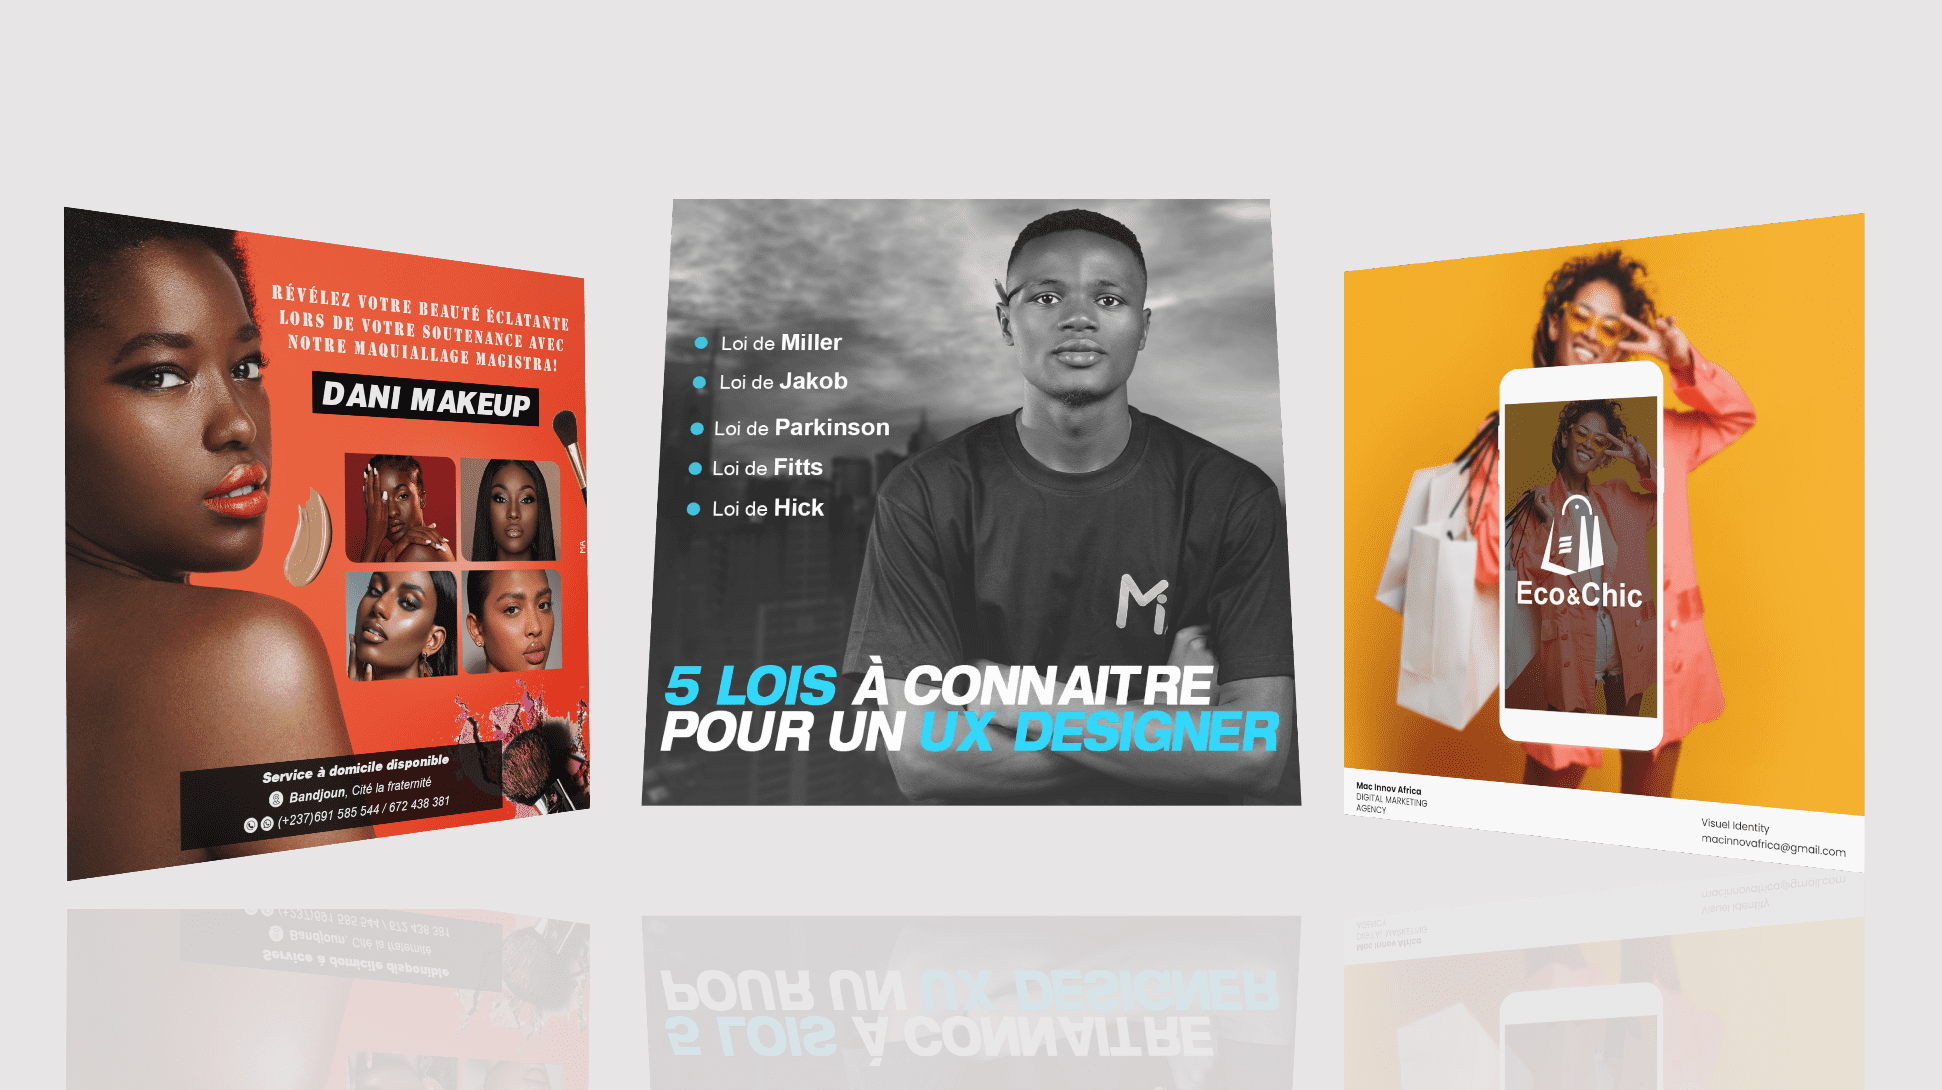 RÉVÉLEZ VOTRE BEAUTÉ ÉCLATANTE
LORS DE VOTRE SOUTENANCE AVEC
NOTRE MAQUIALLAGE MAGISTRA!
DANI MAKEUP
MA
Service à domicile disponible
Bandjoun, Cité la fraternité
(+237)691 585 544 / 672 438 381
Loi de Miller
Loi de Jakob
Loi de Parkinson
Loi de Fitts
Loi de Hick
Mi
5 LOIS À CONNAITRE
POUR UN UX DESIGNER
Eco&Chic
Mac Innov Africa
DIGITAL MARKETING
AGENCY
Visuel Identity
macinnovafrica@gmail.com